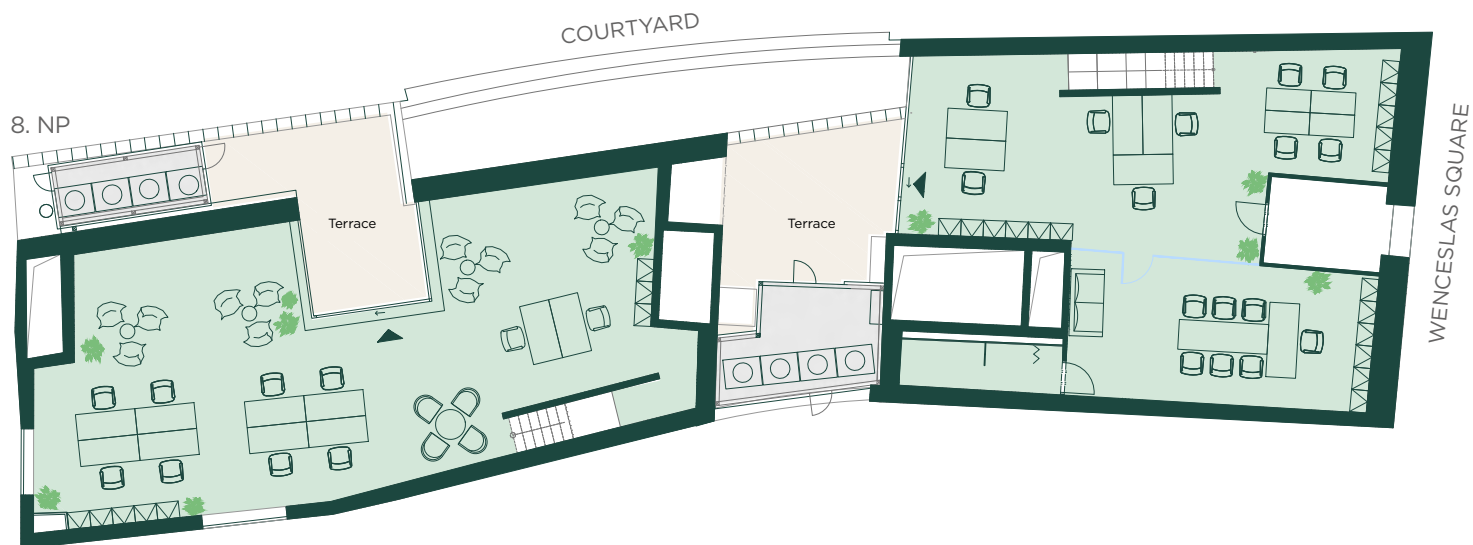 COURTYARD
8. NP
WENCESLAS SQUARE
Terrace
Terrace